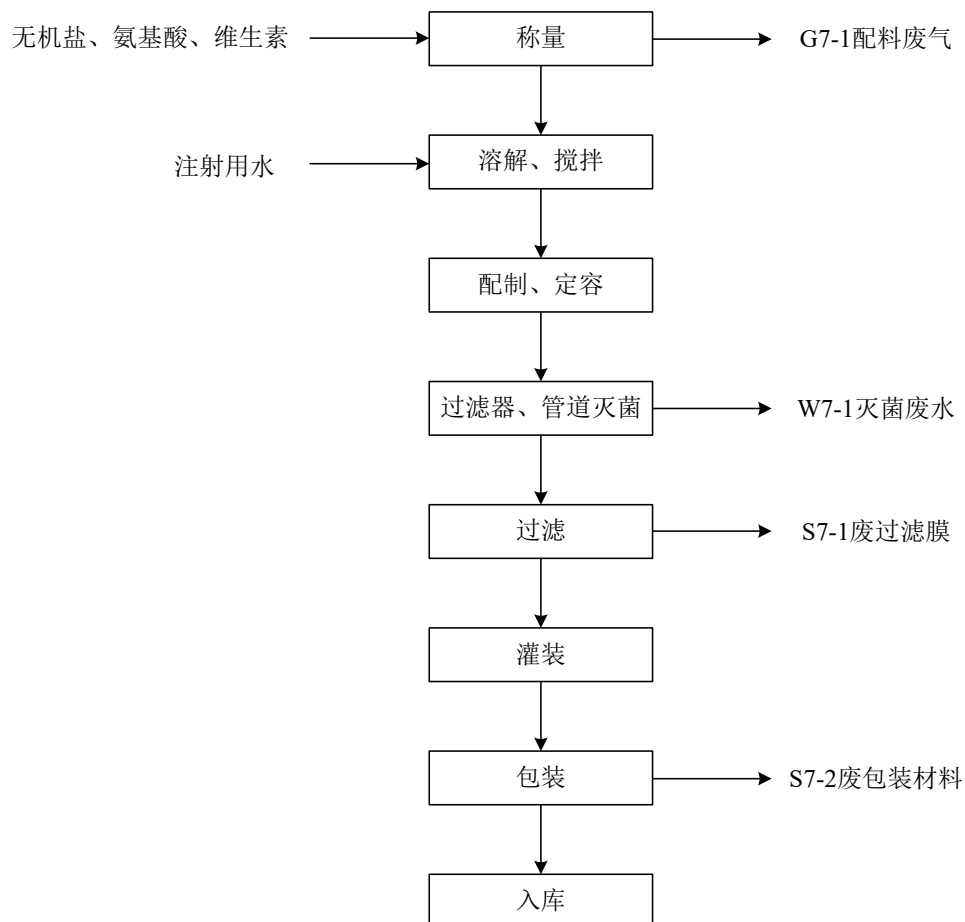 无机盐、氨基酸、维生素
称量
G7-1配料废气
注射用水
溶解、搅拌
配制、定容
过滤器、管道灭菌
W7-1灭菌废水
过滤
S7-1废过滤膜
灌装
包装
S7-2废包装材料
入库